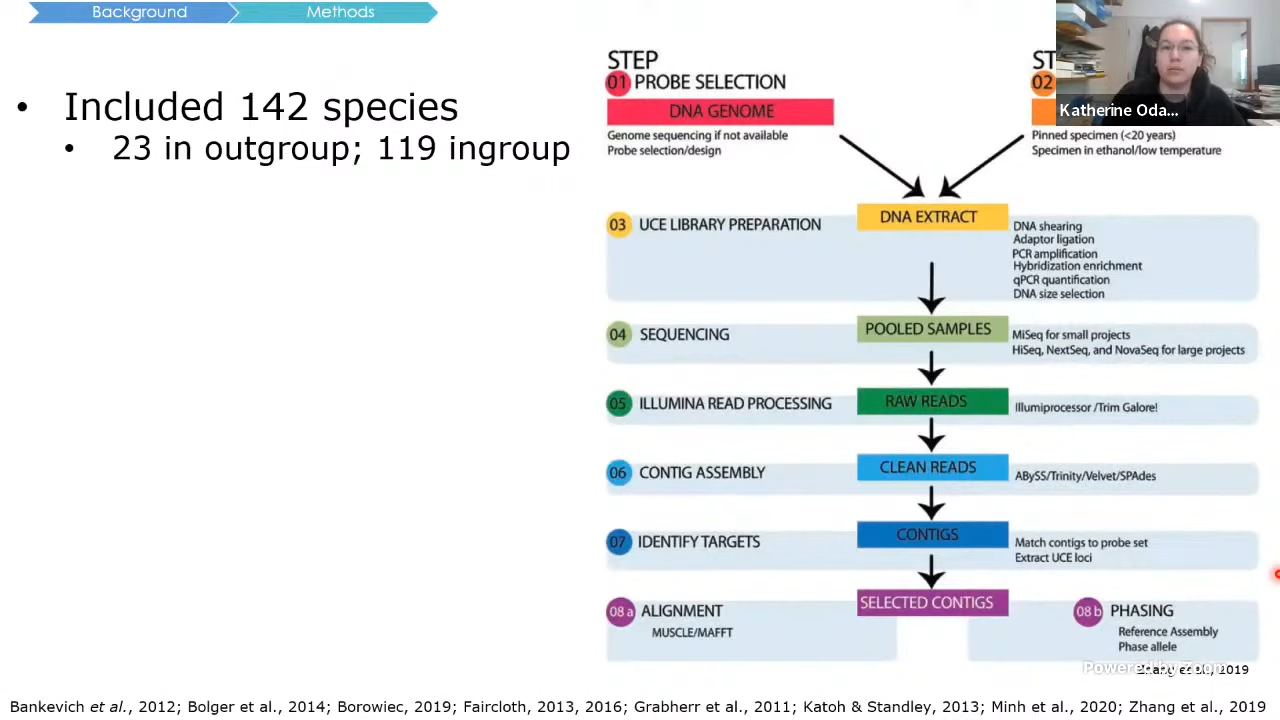 Background
Methods
Included 142 species
23 in outgroup; 119 ingroup
STEP
01 PROBE SELECTION
DNA GENOME
Genome sequencing if not available
Probe selection/design
ST
02
Katherine Oda...
Pinned specimen (<20 years)
Specimen in ethanol/low temperature
03 UCE LIBRARY PREPARATION
DNA EXTRACT
DNA shearing
Adaptor ligation
PCR amplification
Hybridization enrichment
qPCR quantification
DNA size selection
04 SEQUENCING
POOLED SAMPLES
MiSeq for small projects
HiSeq, NextSeq, and NovaSeq for large projects
05 ILLUMINA READ PROCESSING
RAW READS
Illumiprocessor /Trim Galore!
06 CONTIG ASSEMBLY
CLEAN READS
ABySS/Trinity/Velvet/SPAdes
07 IDENTIFY TARGETS
CONTIGS
Match contigs to probe set
Extract UCE loci
SELECTED CONTIGS
08 a ALIGNMENT
MUSCLE/MAFFT
08 b PHASING
Reference Assembly
Phase allele
Powered by Zoom
2019
Bankevich et al., 2012; Bolger et al., 2014; Borowiec, 2019; Faircloth, 2013, 2016; Grabherr et al., 2011; Katoh & Standley, 2013; Minh et al., 2020; Zhang et al., 2019